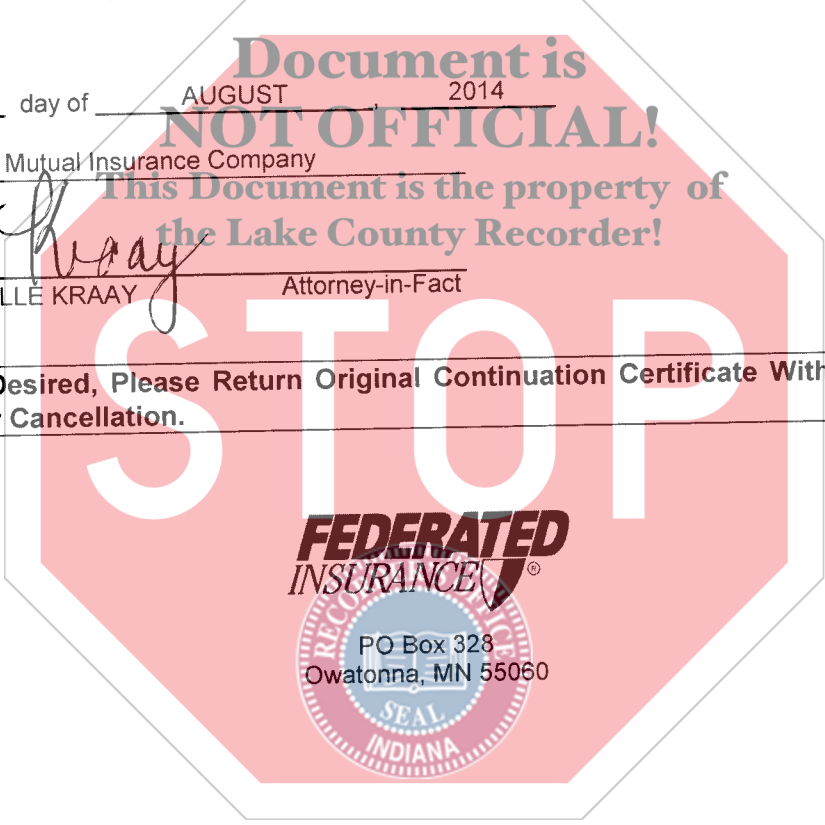 Document is
day of AUGUST, 2014
NOT OFFICIAL!
Mutual Insurance Company
This Document is the property of
the Lake County Recorder!
Kraay
LLE KRAAY Attorney-in-Fact
STOP
Desired, Please Return Original Continuation Certificate With
Cancellation.
FEDERATED
INSURANCE ®
RECORDER'S OFFICE
PO Box 328
Owatonna, MN 55060
SEAL
INDIANA